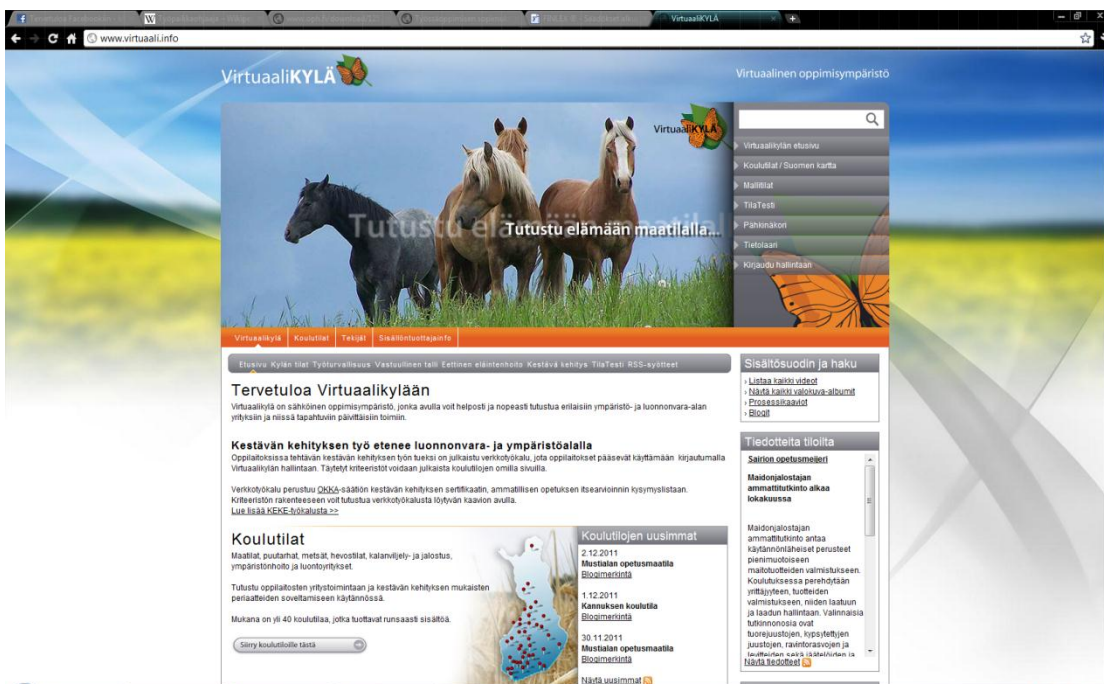 VirtuaaliKYLÄ
www.virtuaali.info
VirtuaaliKYLÄ
Virtuaalinen oppimisympäristö
VirtuaaliKYLÄ
Tutustu elämään maatilalla...
Tutustu elämään maatilalla...
Virtuaalikylän etusivu
Koulutilat / Suomen kartta
Mallitilat
TilaTesti
Pähkinäkori
Tietolaari
Kirjaudu hallintaan
Virtuaalikylä Koulutilat Tekijät Sisällöntuottajainfo
Etusivu Kylän tilat Työturvallisuus Vastuullinen talli Eettinen eläintenhoito Kestävä kehitys TilaTesti RSS-syötteet
Tervetuloa Virtuaalikylään
Virtuaalikylä on sähköinen oppimisympäristö, jonka avulla voit helposti ja nopeasti tutustua erilaisiin ympäristö- ja luonnonvara-alan
yrityksiin ja niissä tapahtuviin päivittäisiin toimiin.
Kestävän kehityksen työ etenee luonnonvara- ja ympäristöalalla
Oppilaitoksissa tehtävän kestävän kehityksen työn tueksi on julkaistu verkkotyökalu, jota oppilaitokset pääsevät käyttämään kirjautumalla
Virtuaalikylän hallintaan. Täytetyt kriteeristöt voidaan julkaista koulutilojen omilla sivuilla.
Verkkotyökalu perustuu OKKA-säätiön kestävän kehityksen sertifikaatin, ammatillisen opetuksen itsearvioinnin kysymyslistaan.
Kriteeristön rakenteeseen voit tutustua verkkotyökalusta löytyvän kaavion avulla.
Lue lisää KEKE-työkalusta >>
Koulutilat
Maatilat, puutarhat, metsät, hevostilat, kalanviljely- ja jalostus,
ympäristönhoito ja luontoyritykset.
Tutustu oppilaitosten yritystoimintaan ja kestävän kehityksen mukaisten
periaatteiden soveltamiseen käytännössä.
Mukana on yli 40 koulutilaa, jotka tuottavat runsaasti sisältöä.
Siirry koulutiloille tästä
Koulutilojen uusimmat
2.12.2011
Mustialan opetusmaatila
Blogimerkintä
1.12.2011
Kannuksen koulutila
Blogimerkintä
30.11.2011
Mustialan opetusmaatila
Blogimerkintä
Näytä uusimmat
Sisältösuodin ja haku
› Listaa kaikki videot
› Näytä kaikki valokuva-albumit
› Prosessikaaviot
› Blogit
Tiedotteita tiloilta
Sairion opetusmeijeri
Maidonjalostajan
ammattitutkinto alkaa
lokakuussa
Maidonjalostajan
ammattitutkinto antaa
käytännönläheiset perusteet
pienimuotoiseen
maitotuotteiden valmistukseen.
Koulutuksessa perehdytään
yrittäjyyteen, tuotteiden
valmistukseen, niiden laatuun
ja laadun hallintaan. Valinnaisia
tutkinnonosia ovat
tuorejuustojen, kypsytettyjen
juustojen, ravintorasvojen ja
levitteiden sekä jäätelöiden ja
Näytä tiedotteet